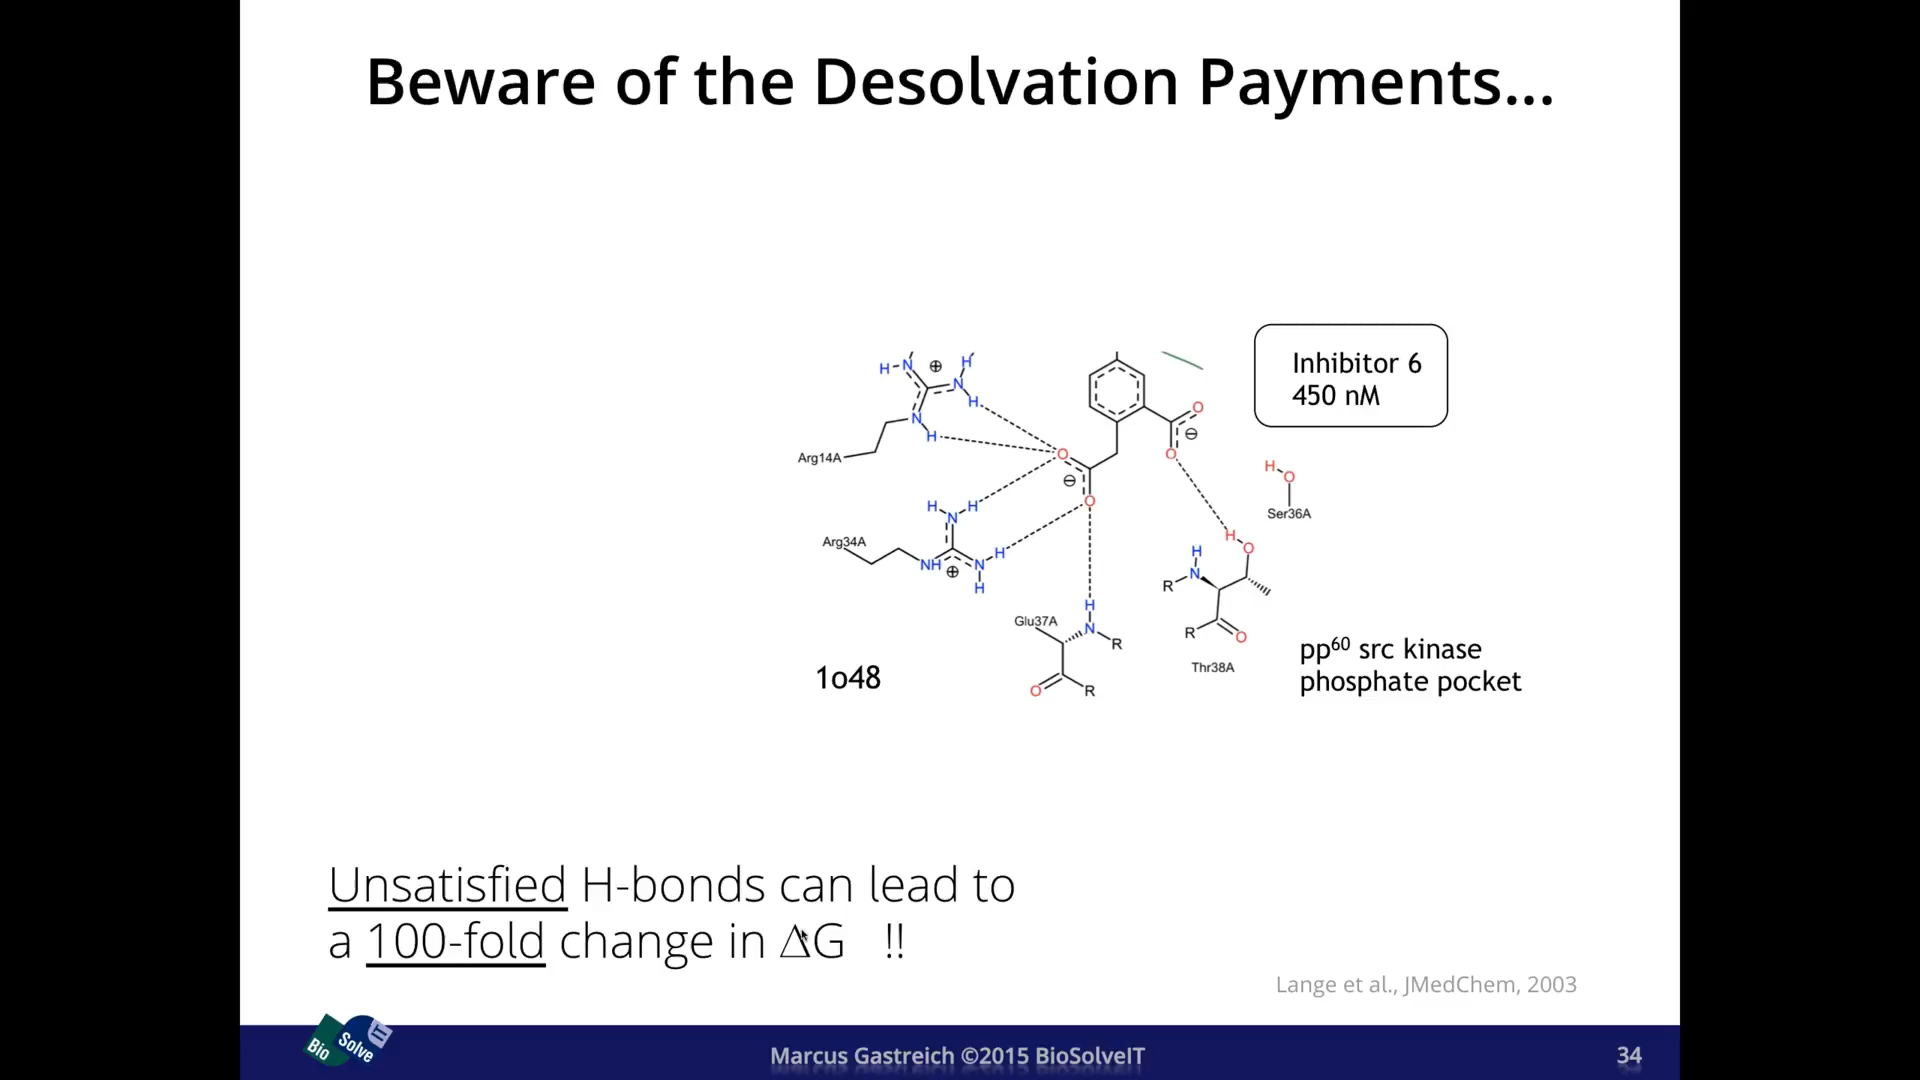 Beware of the Desolvation Payments...
Inhibitor 6
450 nM
H N ⊕ H N H
N H
Arg14A
O ⊖ O
O ⊖ O
H O
Ser36A
H N H
Arg34A
NH ⊕ N H
H
H O
H N R
R O
Thr38A
Glu37A
H N R
O R
1o48
pp⁶⁰ src kinase
phosphate pocket
Unsatisfied H-bonds can lead to
a 100-fold change in ΔG !!
Lange et al., JMedChem, 2003
Bio Solve IT
Marcus Gastreich ©2015 BioSolveIT
34